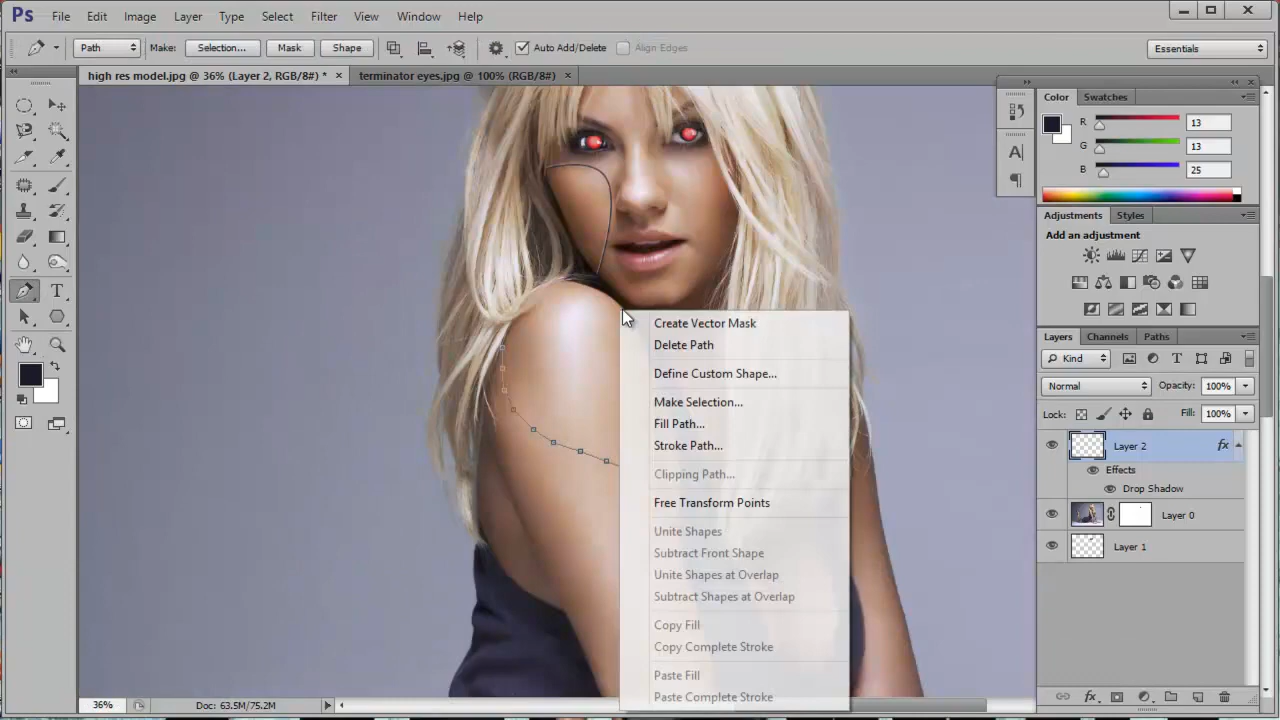 Ps File Edit Image Layer Type Select Filter View Window Help
Path Make: Selection... Mask Shape Auto Add/Delete Align Edges Essentials
high res model.jpg @ 36% (Layer 2, RGB/8#) * × terminator eyes.jpg @ 100% (RGB/8#) ×
Color Swatches
R 13
G 13
B 25
Adjustments Styles
Add an adjustment
Layers Channels Paths
Kind
Normal Opacity: 100%
Lock: Fill: 100%
Layer 2 fx
Effects
Drop Shadow
Layer 0
Layer 1
Create Vector Mask
Delete Path
Define Custom Shape...
Make Selection...
Fill Path...
Stroke Path...
Clipping Path...
Free Transform Points
Unite Shapes
Subtract Front Shape
Unite Shapes at Overlap
Subtract Shapes at Overlap
Copy Fill
Copy Complete Stroke
Paste Fill
Paste Complete Stroke
36% Doc: 63.5M/75.2M